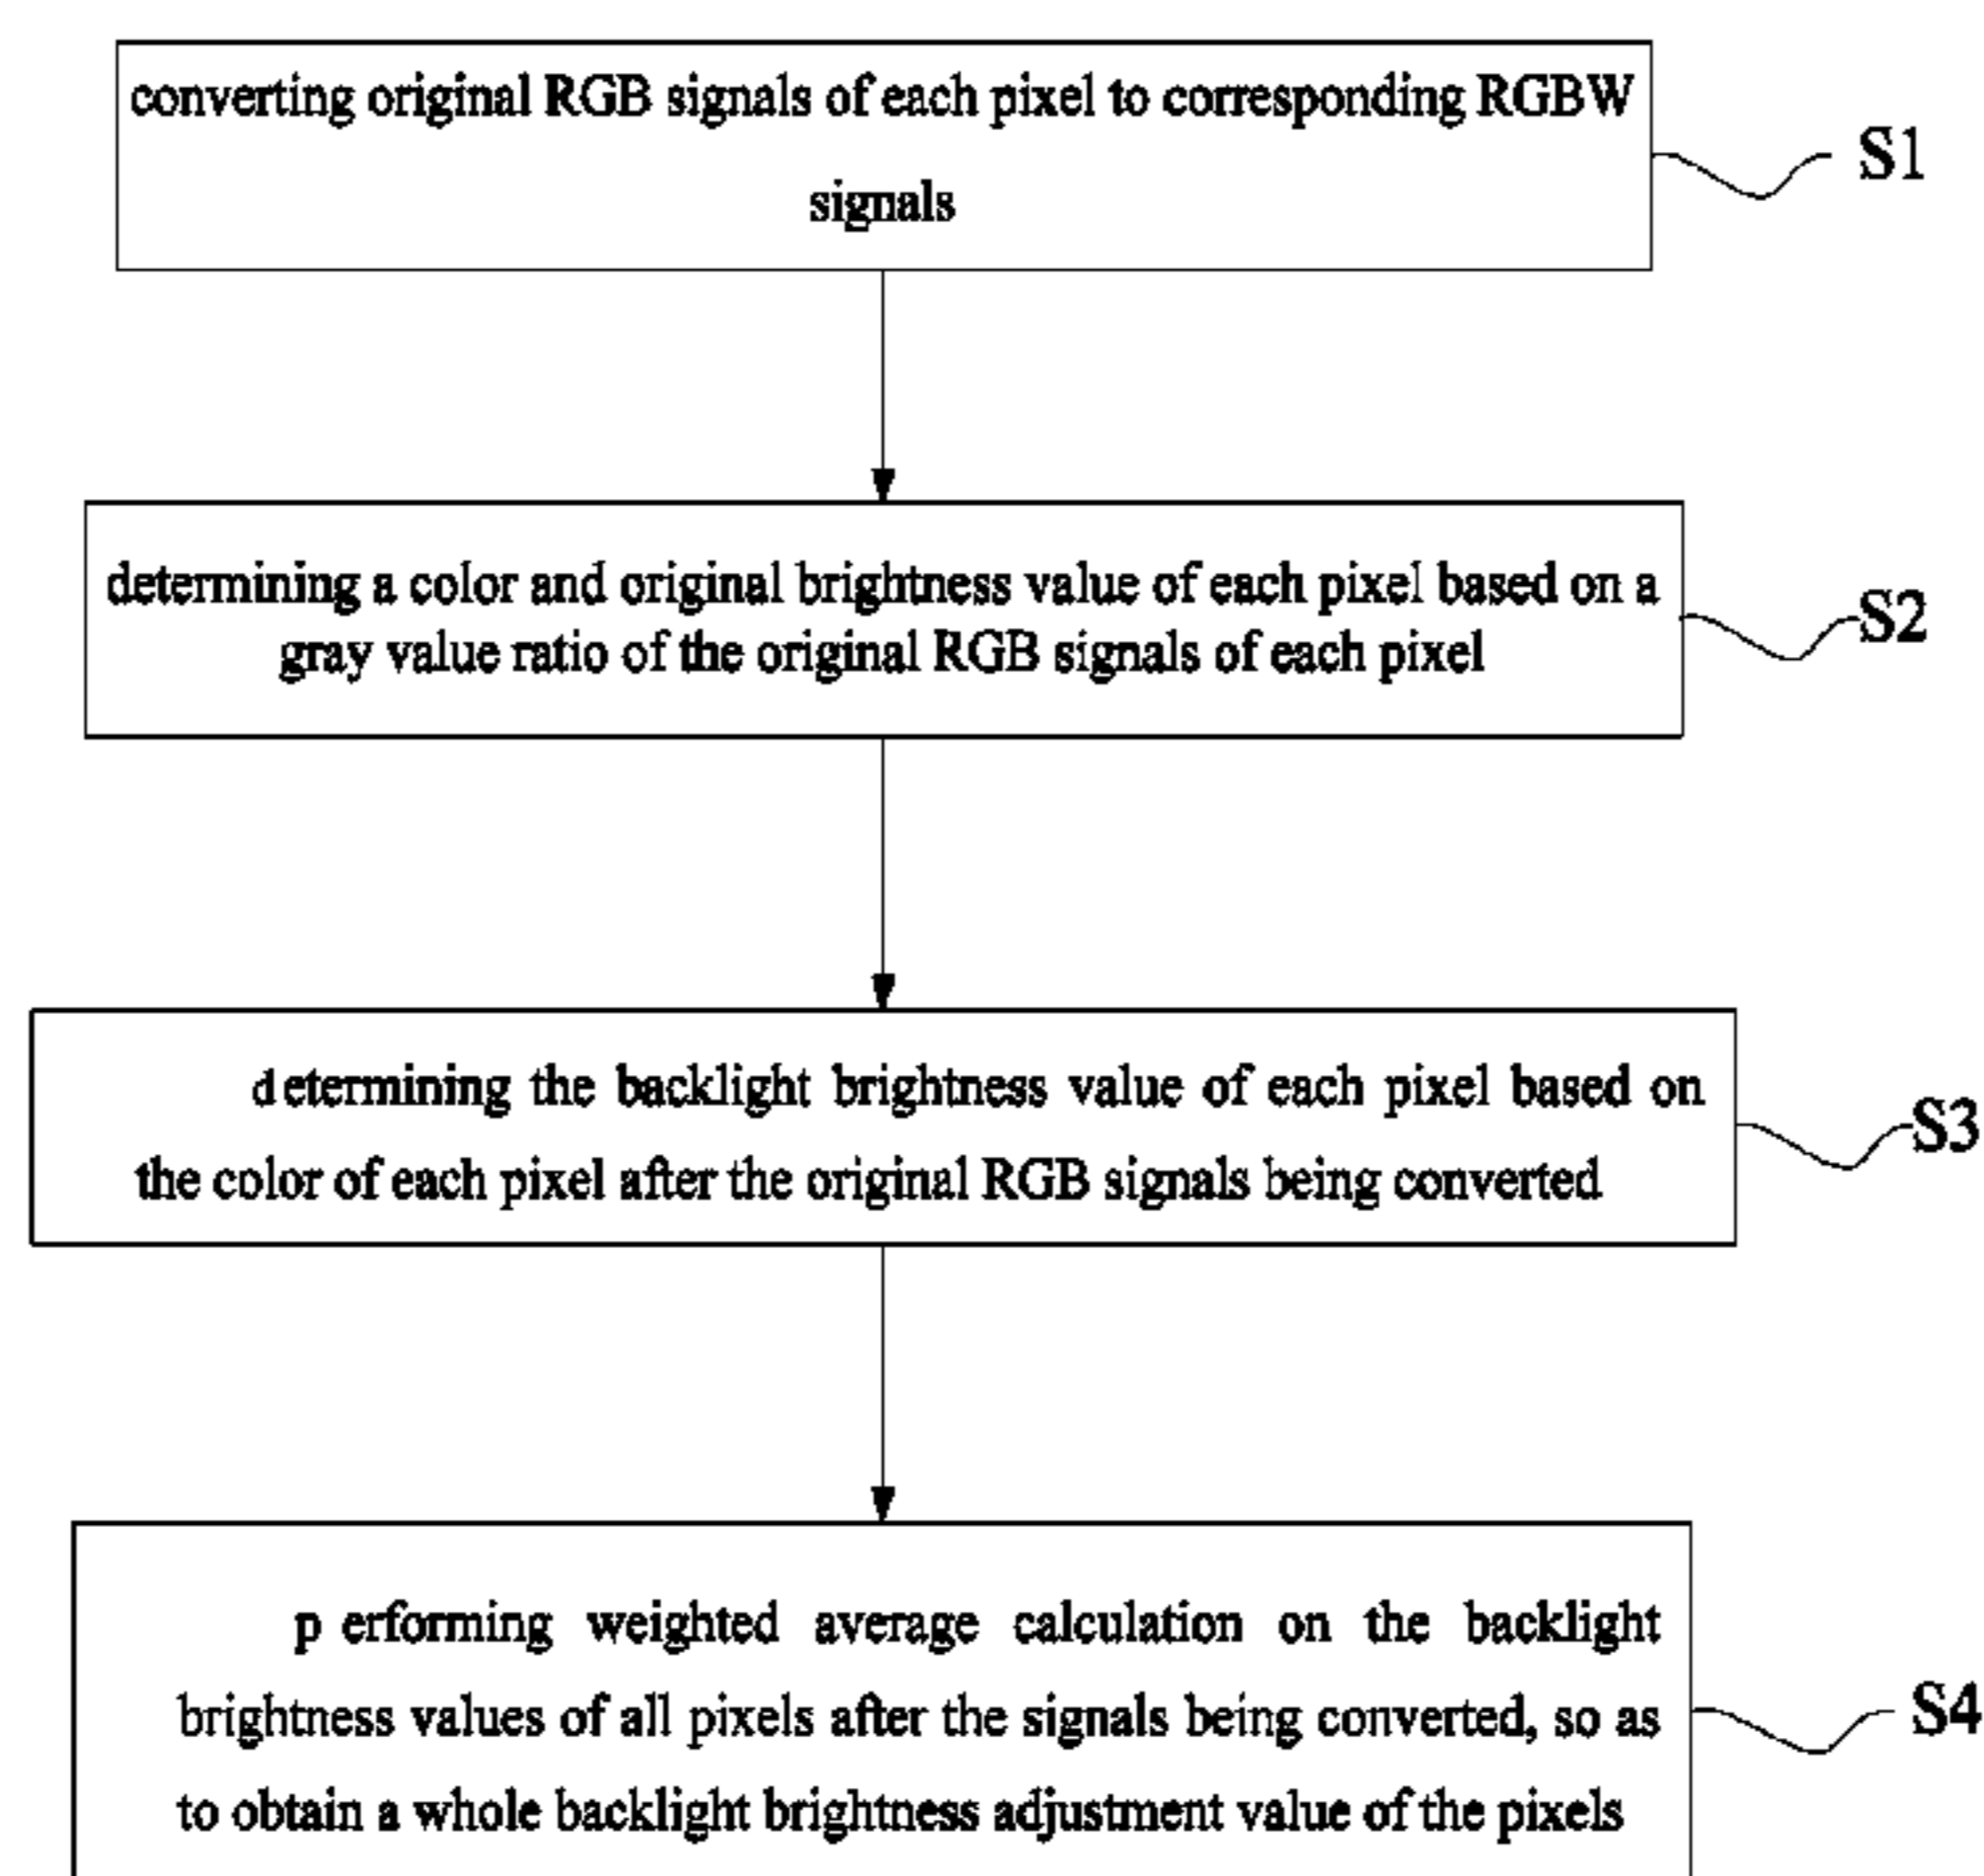 converting original RGB signals of each pixel to corresponding RGBW
signals
S1
determining a color and original brightness value of each pixel based on a
gray value ratio of the original RGB signals of each pixel
S2
determining the backlight brightness value of each pixel based on
the color of each pixel after the original RGB signals being converted
S3
p erforming weighted average calculation on the backlight
brightness values of all pixels after the signals being converted, so as
to obtain a whole backlight brightness adjustment value of the pixels
S4